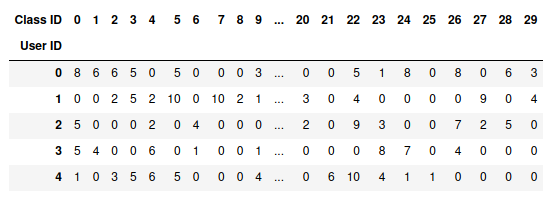 Class ID 0 1 2 3 4 5 6 7 8 9 ... 20 21 22 23 24 25 26 27 28 29
User ID
0 8 6 6 5 0 5 0 0 0 3 ... 0 0 5 1 8 0 8 0 6 3
1 0 0 2 5 2 10 0 10 2 1 ... 3 0 4 0 0 0 0 9 0 4
2 5 0 0 0 2 0 4 0 0 0 ... 2 0 9 3 0 0 7 2 5 0
3 5 4 0 0 6 0 1 0 0 1 ... 0 0 0 8 7 0 4 0 0 0
4 1 0 3 5 6 5 0 0 0 4 ... 0 6 10 4 1 1 0 0 0 0